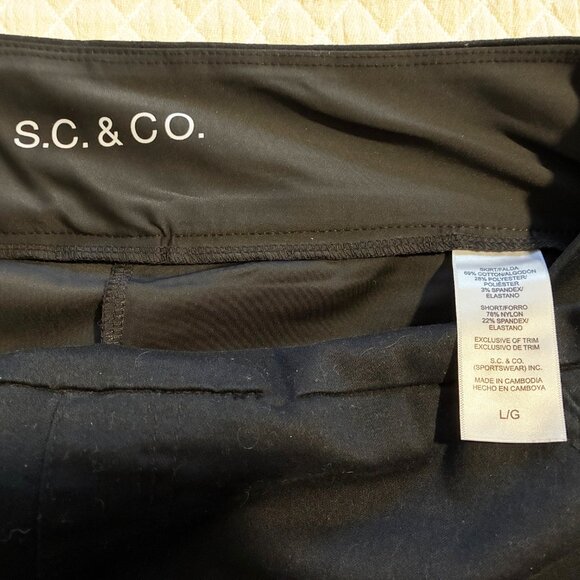 S.C. & CO.
SKIRT/FALDA
69% COTTON/ALGODON
28% POLYESTER/
POLIÉSTER
3% SPANDEX/
ELASTANO
SHORT/FORRO
78% NYLON
22% SPANDEX/
ELASTANO
EXCLUSIVE OF TRIM
EXCLUSIVO DE TRIM
S.C. & CO.
(SPORTSWEAR) INC.
MADE IN CAMBODIA
HECHO EN CAMBOYA
L/G